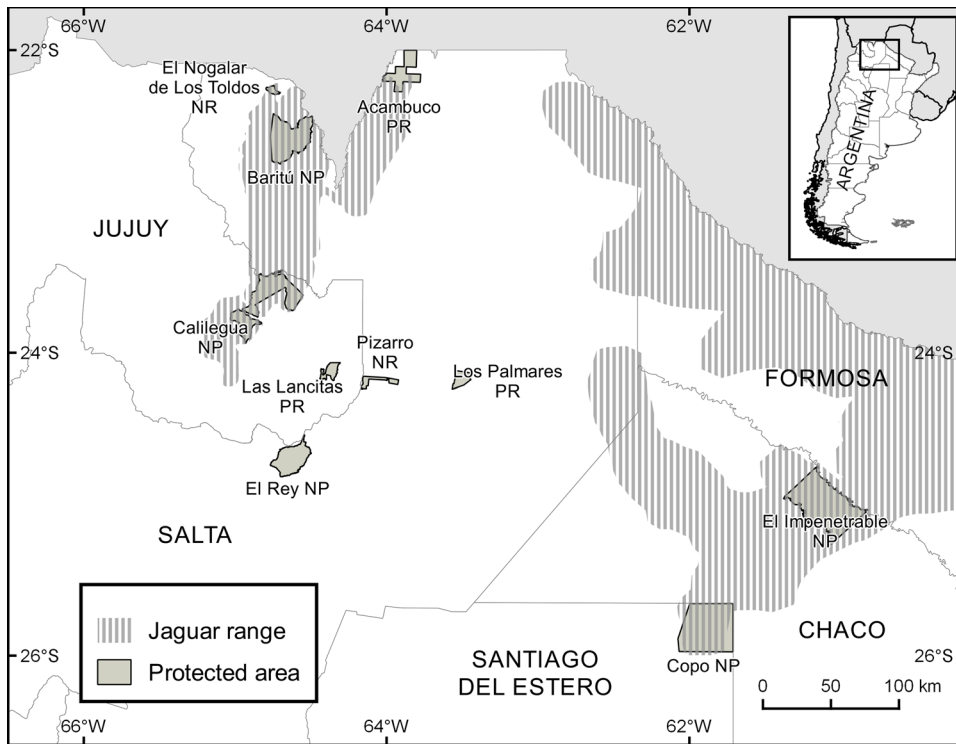 66°W
64°W
62°W
22°S
El Nogalar
de Los Toldos
NR
Acambuco
PR
Baritú NP
ARGENTINA
JUJUY
Calilegua
NP
Pizarro
NR
24°S
24°S
Las Lancitas
PR
Los Palmares
PR
FORMOSA
El Rey NP
El Impenetrable
NP
SALTA
Jaguar range
Protected area
CHACO
SANTIAGO
DEL ESTERO
Copo NP
26°S
26°S
0 50 100 km
66°W
64°W
62°W